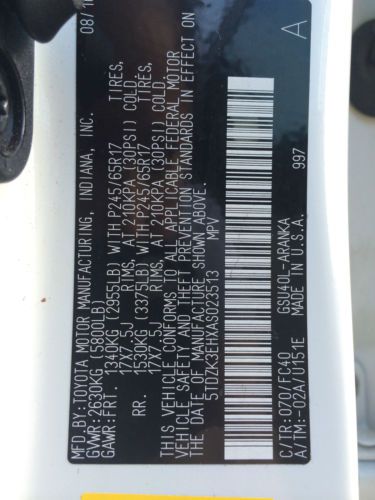 MFD.BY:TOYOTA MOTOR MANUFACTURING, INDIANA, INC. 08/10
GVWR:2630KG (5800LB)
GAWR:FRT. 1340KG (2955LB) WITH P245/65R17 TIRES,
17X7.5J RIMS, AT 210KPA (30PSI) COLD.
RR. 1530KG (3375LB) WITH P245/65R17 TIRES,
17X7.5J RIMS, AT 210KPA (30PSI) COLD.
THIS VEHICLE CONFORMS TO ALL APPLICABLE FEDERAL MOTOR
VEHICLE SAFETY AND THEFT PREVENTION STANDARDS IN EFFECT ON
THE DATE OF MANUFACTURE SHOWN ABOVE.
5TDZK3EHXAS023513 MPV
C/TR: 070/FC40 GSU40L-ARANKA
A/TM:-02A/U151E MADE IN U.S.A.
997
A